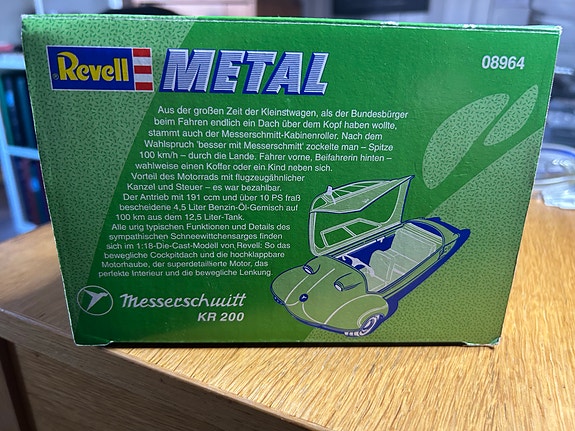 Revell METAL 08964
Aus der großen Zeit der Kleinstwagen, als der Bundesbürger
beim Fahren endlich ein Dach über dem Kopf haben wollte,
stammt auch der Messerschmitt-Kabinenroller. Nach dem
Wahlspruch 'besser mit Messerschmitt' zockelte man – Spitze
100 km/h – durch die Lande. Fahrer vorne, Beifahrerin hinten –
wahlweise einen Koffer oder ein Kind neben sich.
Vorteil des Motorrads mit flugzeugähnlicher
Kanzel und Steuer – es war bezahlbar.
Der Antrieb mit 191 ccm und über 10 PS fraß
bescheidene 4,5 Liter Benzin-Öl-Gemisch auf
100 km aus dem 12,5 Liter-Tank.
Alle ung typischen Funktionen und Details des
sympathischen Schneewittchensarges finden
sich im 1:18-Die-Cast-Modell von Revell: So das
bewegliche Cockpitdach und die hochklappbare
Motorhaube, der superdetaillierte Motor, das
perfekte Interieur und die bewegliche Lenkung.
Messerschmitt
KR 200